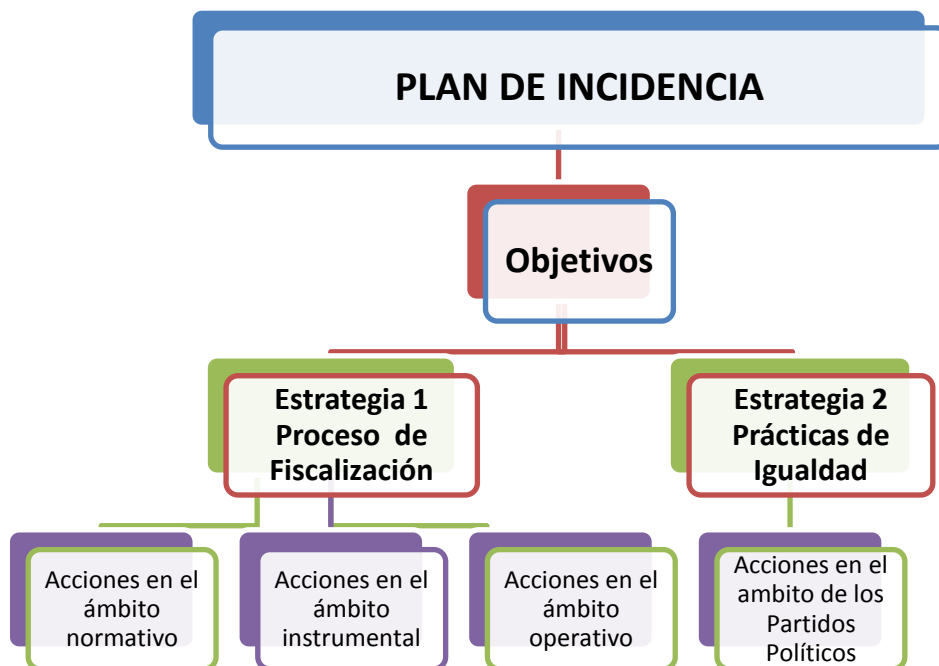 PLAN DE INCIDENCIA
Objetivos
Estrategia 1
Proceso de
Fiscalización
Estrategia 2
Prácticas de
Igualdad
Acciones en el
ámbito
normativo
Acciones en el
ámbito
instrumental
Acciones en el
ámbito
operativo
Acciones en el
ambito de los
Partidos
Políticos